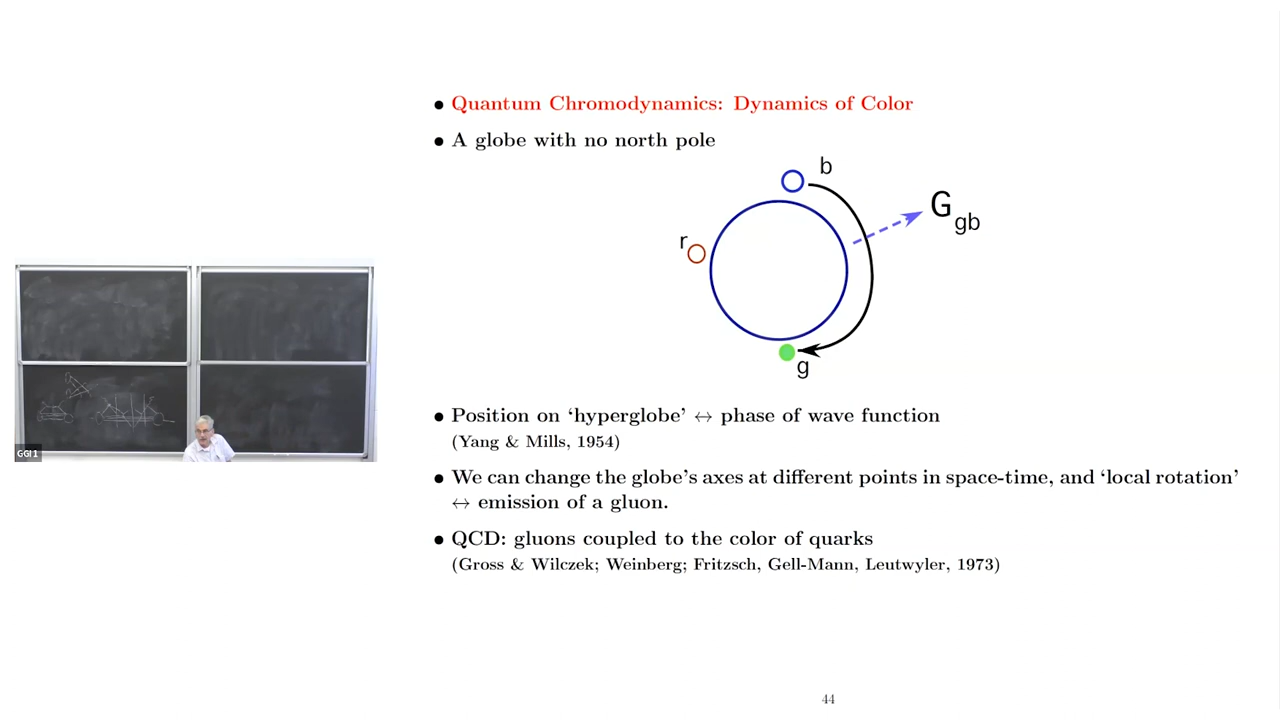 • Quantum Chromodynamics: Dynamics of Color
• A globe with no north pole
b
G gb
r
g
• Position on ‘hyperglobe’ ↔ phase of wave function
(Yang & Mills, 1954)
• We can change the globe’s axes at different points in space-time, and ‘local rotation’
↔ emission of a gluon.
• QCD: gluons coupled to the color of quarks
(Gross & Wilczek; Weinberg; Fritzsch, Gell-Mann, Leutwyler, 1973)
GGI1
44